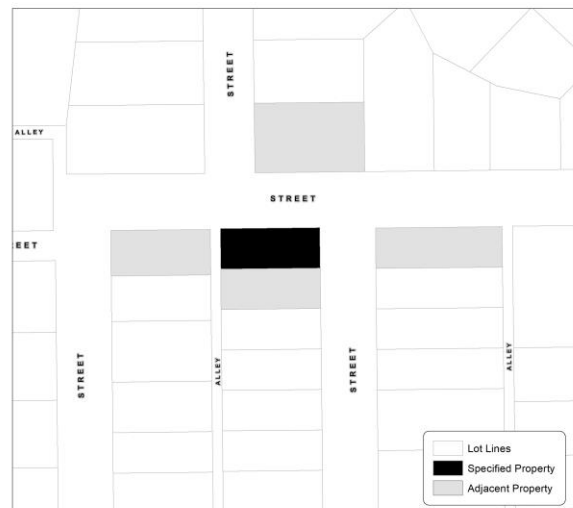 STREET
ALLEY
STREET
EET
STREET
ALLEY
STREET
ALLEY
Lot Lines
Specified Property
Adjacent Property